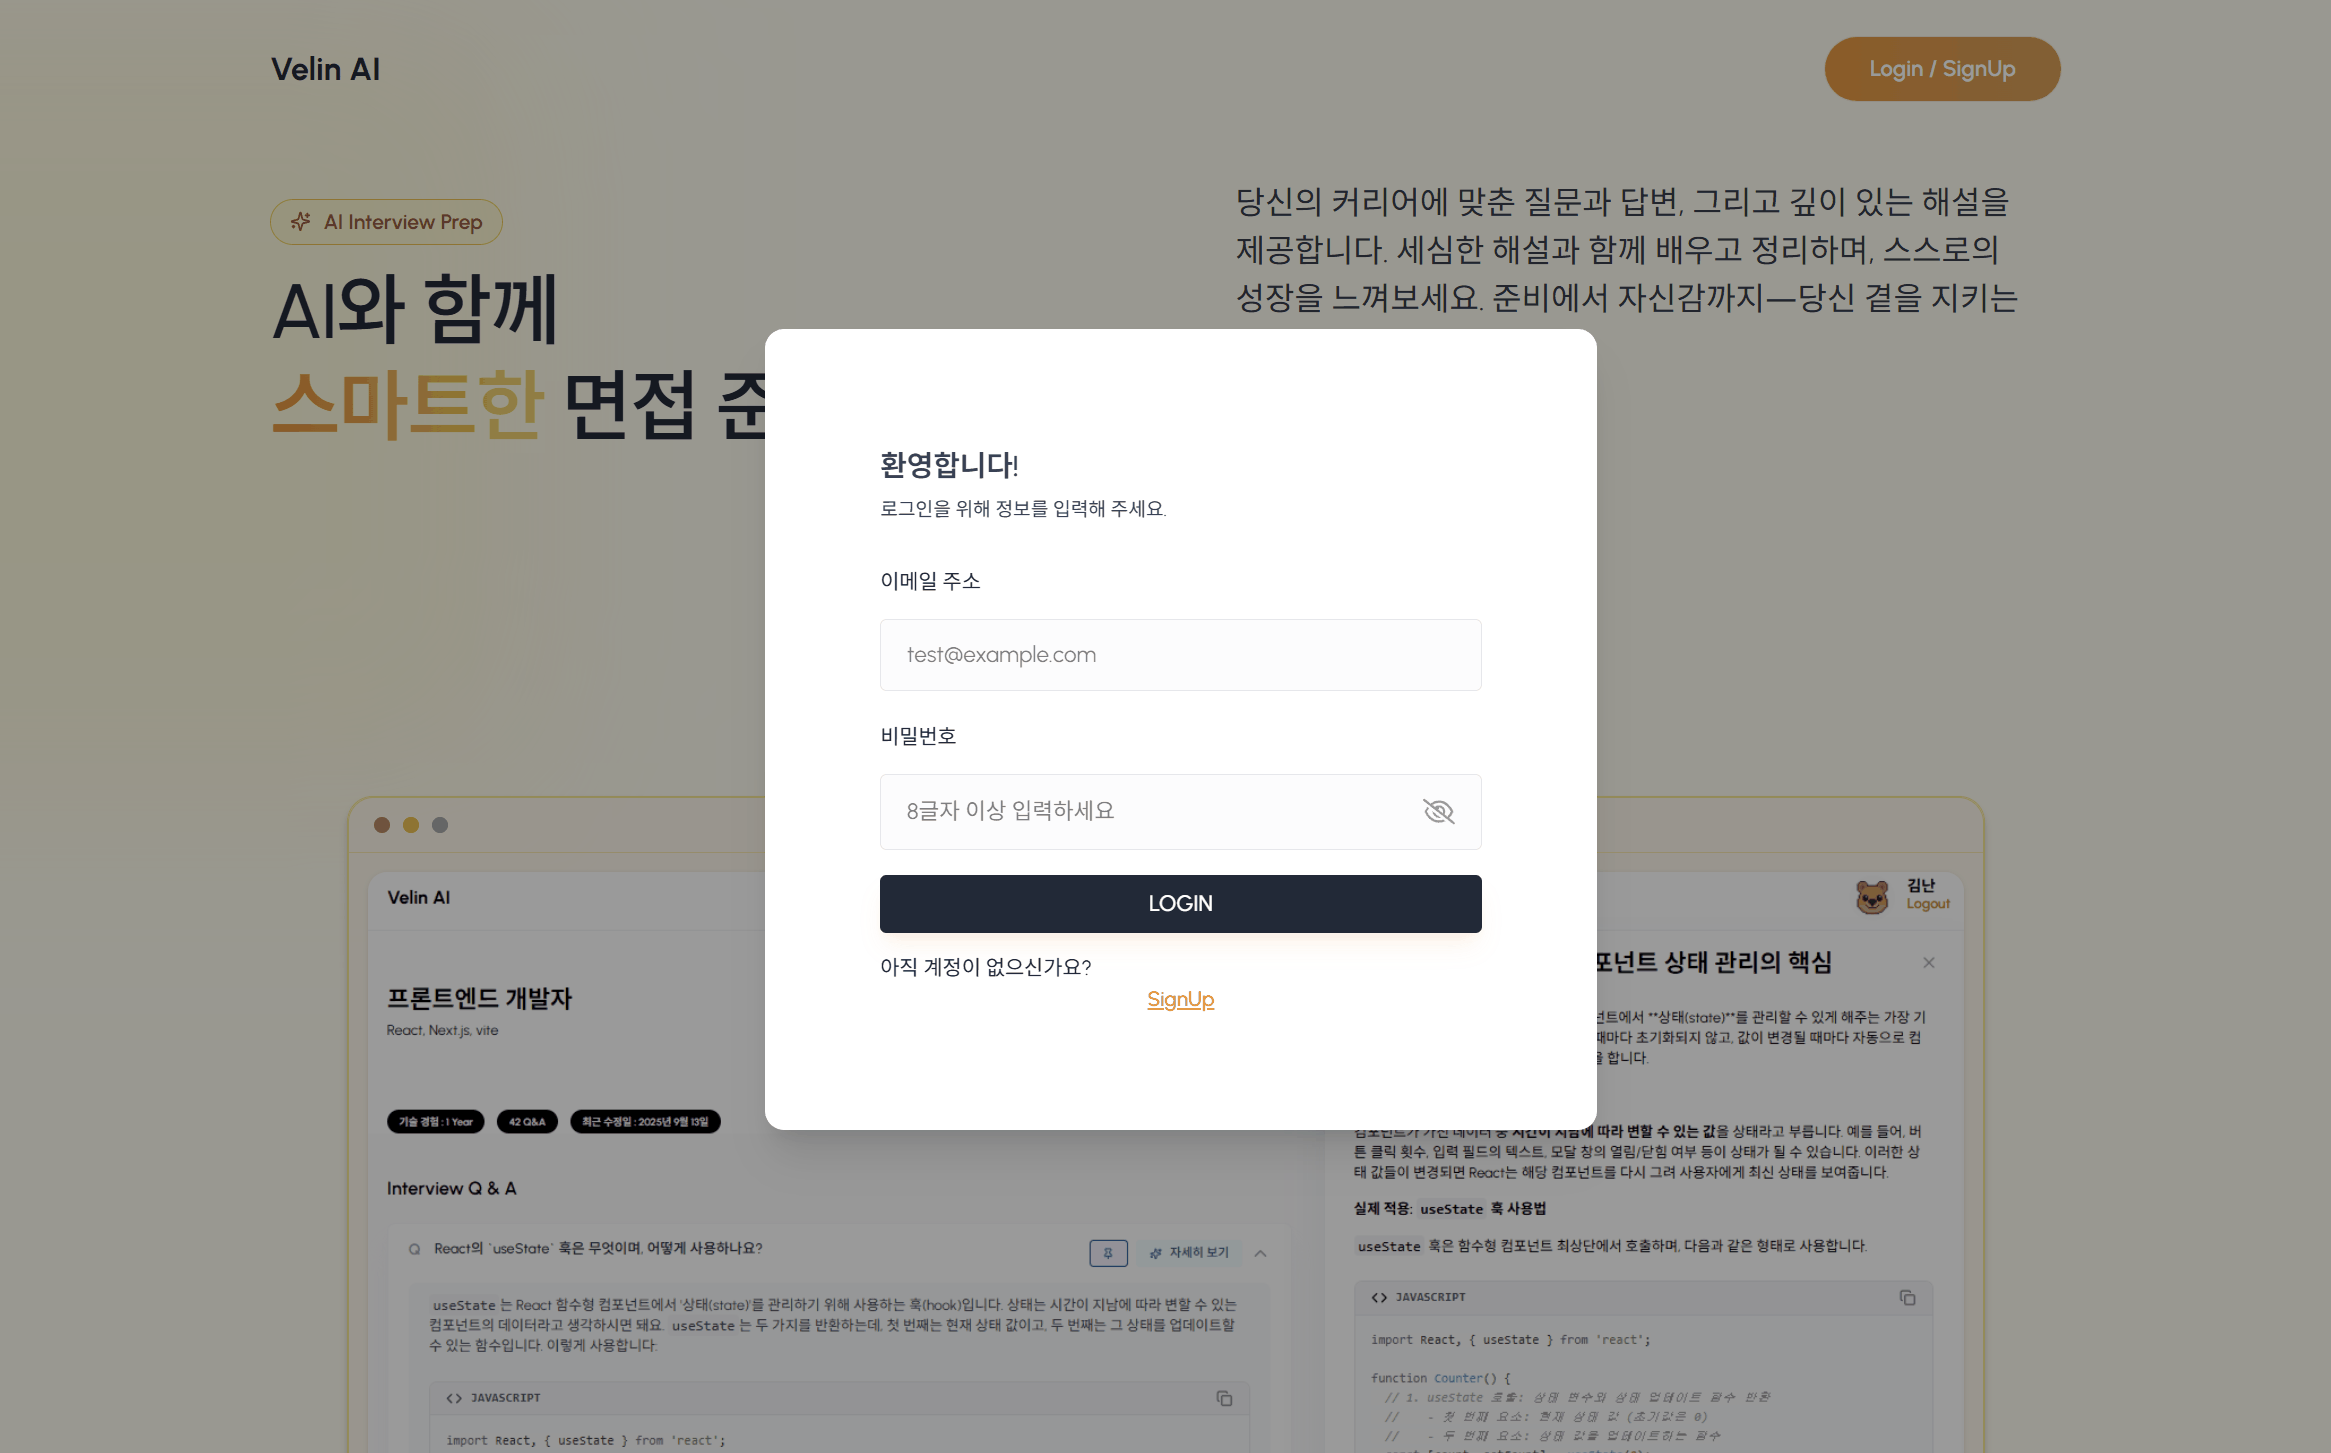 Velin AI
Login / SignUp
AI Interview Prep
AI와 함께
스마트한 면접 준
당신의 커리어에 맞춘 질문과 답변, 그리고 깊이 있는 해설을
제공합니다. 세심한 해설과 함께 배우고 정리하며, 스스로의
성장을 느껴보세요. 준비에서 자신감까지—당신 곁을 지키는
환영합니다!
로그인을 위해 정보를 입력해 주세요.
이메일 주소
test@example.com
비밀번호
8글자 이상 입력하세요
LOGIN
아직 계정이 없으신가요?
SignUp
Velin AI
프론트엔드 개발자
React, Next.js, vite
기술 경험 : 1 Year
42 Q&A
최근 수정일 : 2025년 9월 13일
Interview Q & A
Q React의 `useState` 훅은 무엇이며, 어떻게 사용하나요?
자세히 보기
useState 는 React 함수형 컴포넌트에서 '상태(state)'를 관리하기 위해 사용하는 훅(hook)입니다. 상태는 시간이 지남에 따라 변할 수 있는
컴포넌트의 데이터라고 생각하시면 돼요. useState 는 두 가지를 반환하는데, 첫 번째는 현재 상태 값이고, 두 번째는 그 상태를 업데이트할
수 있는 함수입니다. 이렇게 사용합니다:
<> JAVASCRIPT
import React, { useState } from 'react';
김난
Logout
포넌트 상태 관리의 핵심
넌트에서 **상태(state)**를 관리할 수 있게 해주는 가장 기
때마다 초기화되지 않고, 값이 변경될 때마다 자동으로 컴
을 합니다.
컴포넌트가 가진 데이터 중 시간이 지남에 따라 변할 수 있는 값을 상태라고 부릅니다. 예를 들어, 버
튼 클릭 횟수, 입력 필드의 텍스트, 모달 창의 열림/닫힘 여부 등이 상태가 될 수 있습니다. 이러한 상
태 값들이 변경되면 React는 해당 컴포넌트를 다시 그려 사용자에게 최신 상태를 보여줍니다.
실제 적용: useState 훅 사용법
useState 훅은 함수형 컴포넌트 최상단에서 호출하며, 다음과 같은 형태로 사용합니다.
<> JAVASCRIPT
import React, { useState } from 'react';
function Counter() {
// 1. useState 호출: 상태 변수와 상태 업데이트 함수 반환
// - 첫 번째 요소: 현재 상태 값 (초기값은 0)
// - 두 번째 요소: 상태 값을 업데이트하는 함수